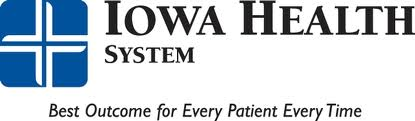 IOWA HEALTH
SYSTEM
Best Outcome for Every Patient Every Time